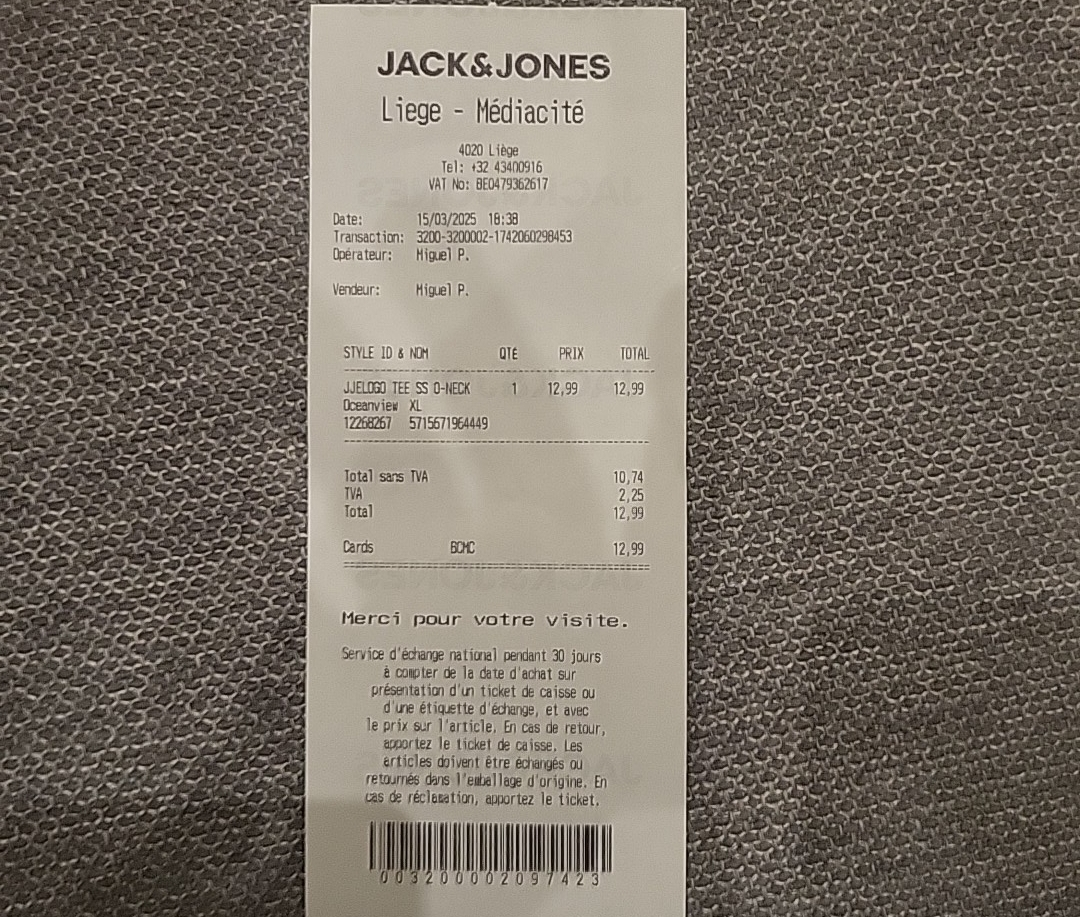 JACK&JONES
Liege - Médiacité
4020 Liège
Tel: +32 43400916
VAT No: BE0479362617
Date: 15/03/2025 18:38
Transaction: 3200-3200002-1742060298453
Opérateur: Miguel P.
Vendeur: Miguel P.
STYLE ID & NOM QTÉ PRIX TOTAL
JJELOGO TEE SS O-NECK 1 12,99 12,99
Oceanview XL
12268267 5715671964449
Total sans TVA 10,74
TVA 2,25
Total 12,99
Cards BCMC 12,99
Merci pour votre visite.
Service d'échange national pendant 30 jours
à compter de la date d'achat sur
présentation d'un ticket de caisse ou
d'une étiquette d'échange, et avec
le prix sur l'article. En cas de retour,
apportez le ticket de caisse. Les
articles doivent être échangés ou
retournés dans l'emballage d'origine. En
cas de réclamation, apportez le ticket.
003200002097423